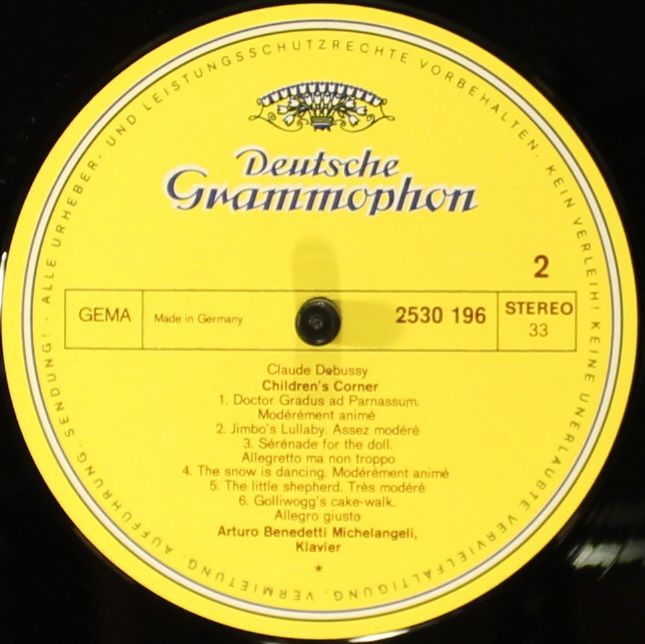 ALLE URHEBER- UND LEISTUNGSSCHUTZRECHTE VORBEHALTEN. KEIN VERLEIH! KEINE UNERLAUBTE VERVIELFÄLTIGUNG, VERMIETUNG, AUFFÜHRUNG, SENDUNG! ·
Deutsche
Grammophon
2
GEMA
Made in Germany
2530 196
STEREO
33
Claude Debussy
Children's Corner
1. Doctor Gradus ad Parnassum.
Modérément animé
2. Jimbo's Lullaby. Assez modéré
3. Sérénade for the doll.
Allegretto ma non troppo
4. The snow is dancing. Modérément animé
5. The little shepherd. Très modéré
6. Golliwogg's cake-walk.
Allegro giusto
Arturo Benedetti Michelangeli,
Klavier
*